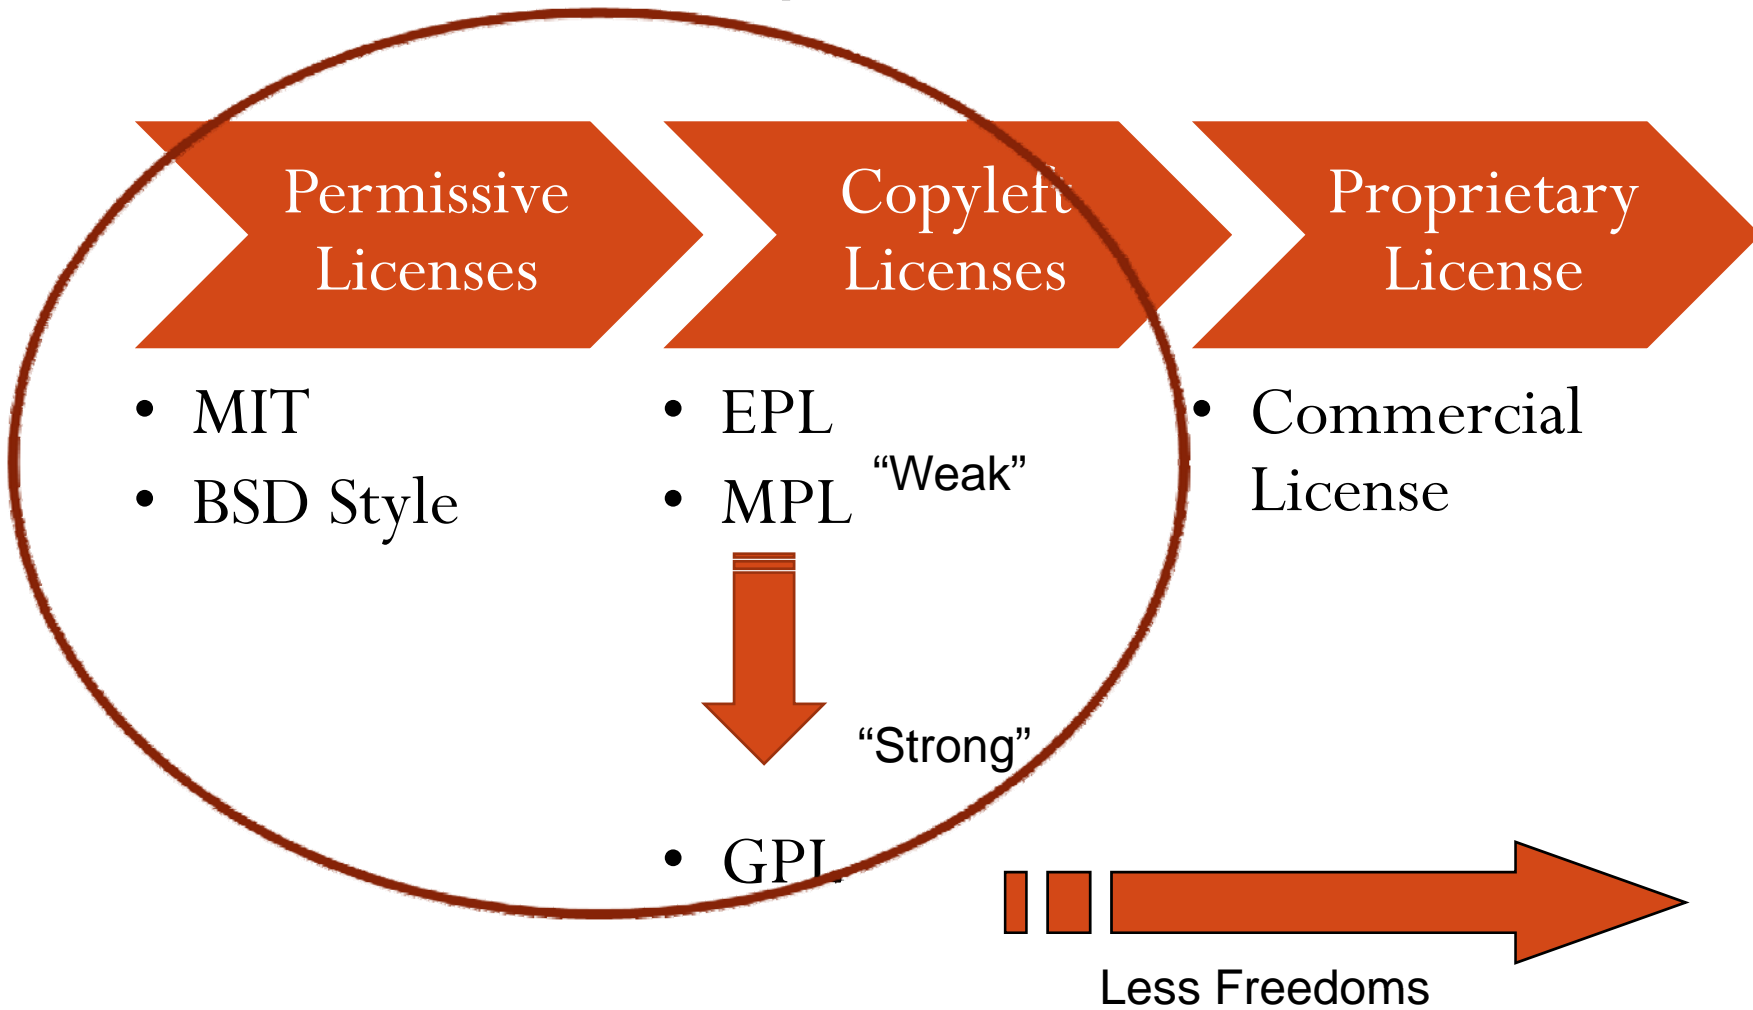 Permissive
Licenses
Copyleft
Licenses
Proprietary
License
• MIT
• BSD Style
• EPL
• MPL
“Weak”
“Strong”
• GPL
• Commercial
License
Less Freedoms